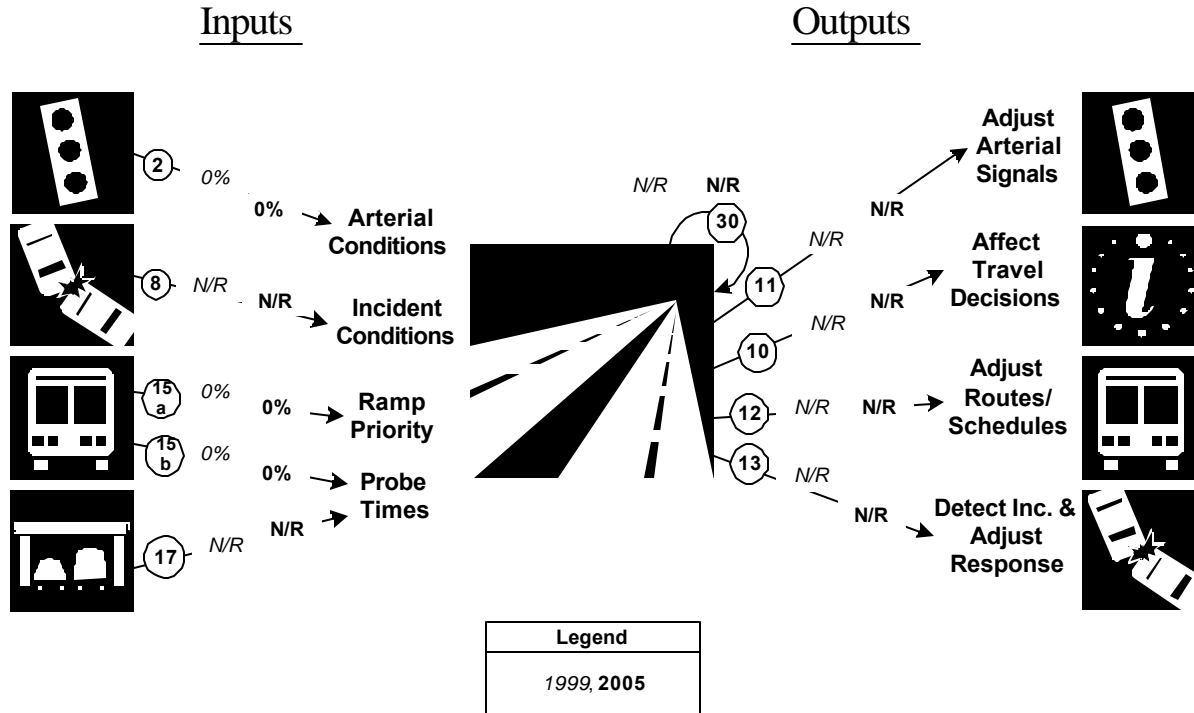 Inputs
Outputs
2
0%
0%
Arterial
Conditions
8
N/R
N/R
Incident
Conditions
15
a
0%
0%
Ramp
Priority
15
b
0%
0%
Probe
Times
17
N/R
N/R
N/R
N/R
30
11
N/R
N/R
Adjust
Arterial
Signals
10
N/R
N/R
Affect
Travel
Decisions
12
N/R
N/R
Adjust
Routes/
Schedules
13
N/R
N/R
Detect Inc. &
Adjust
Response
i
Legend
1999, 2005